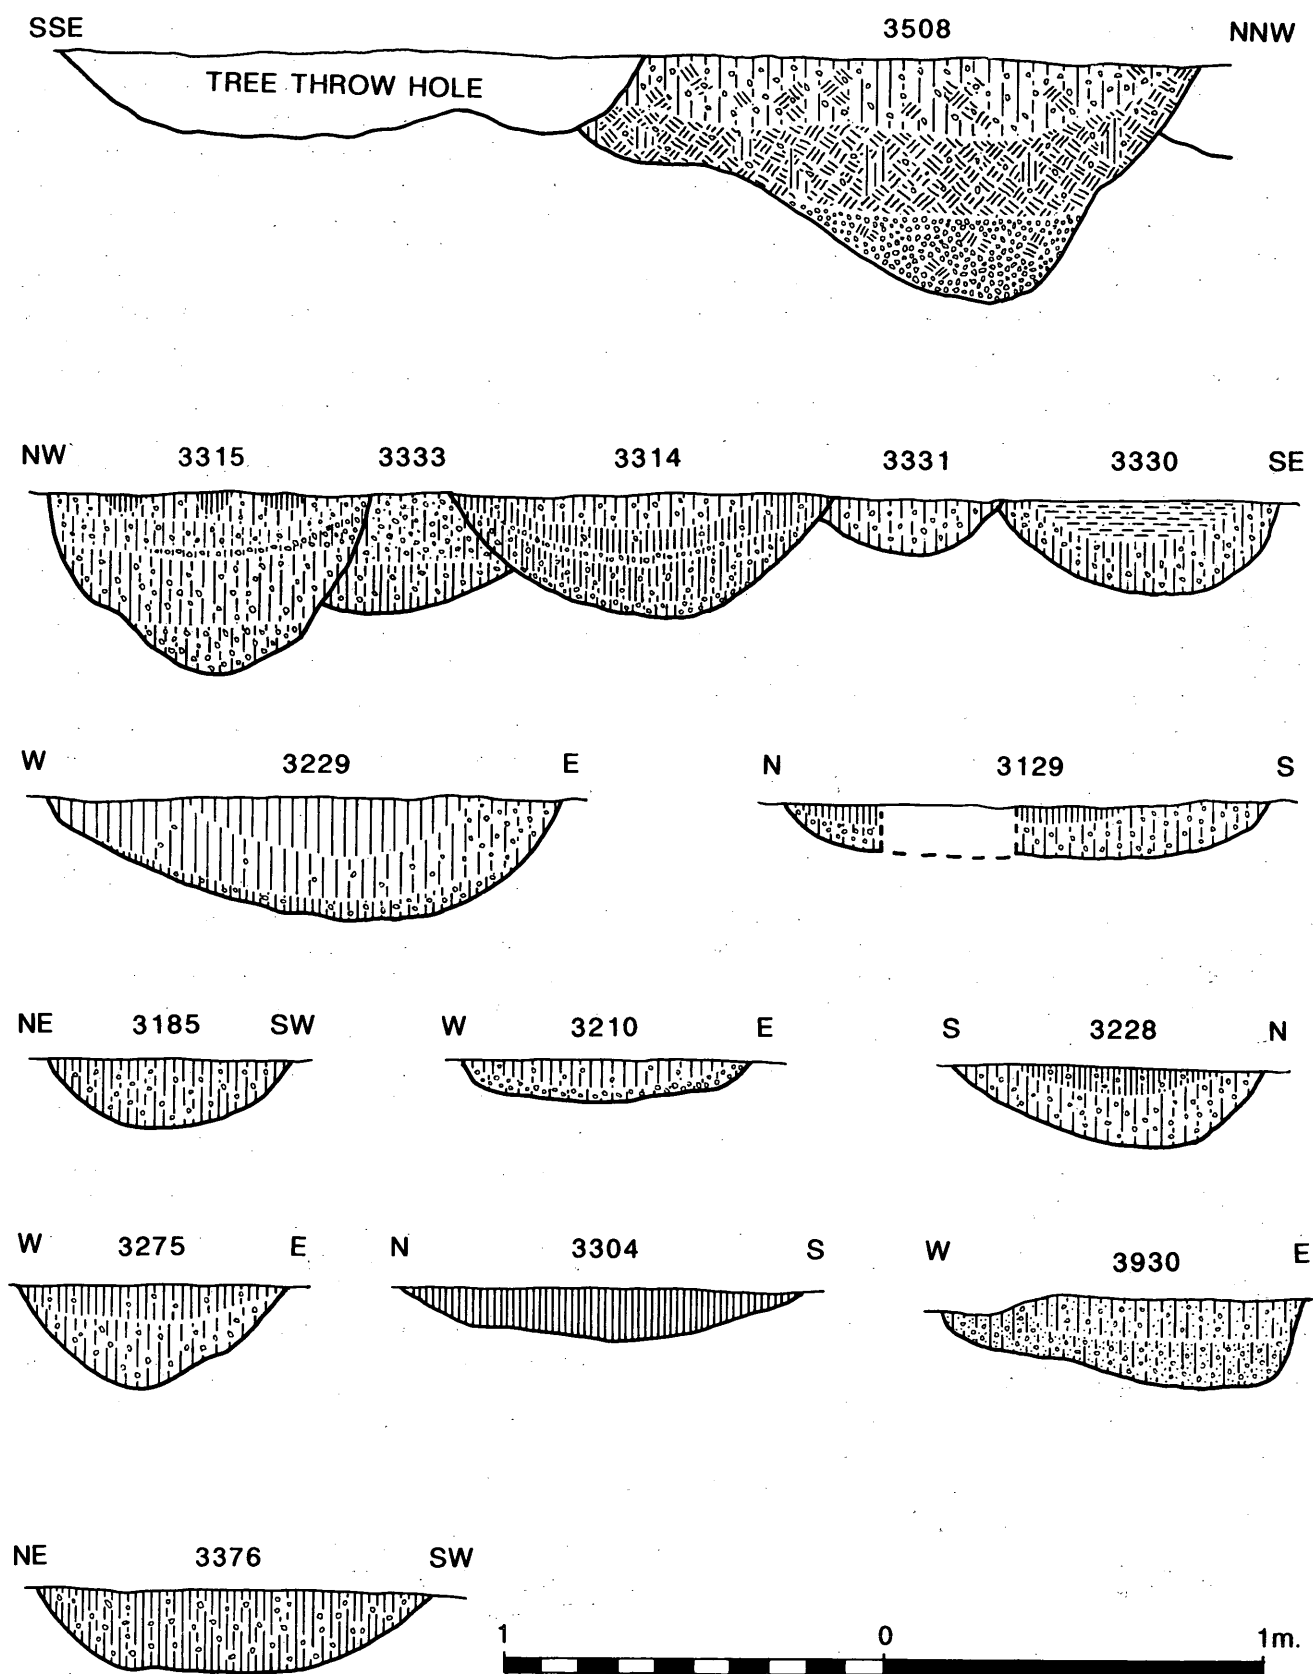 SSE 3508 NNW
TREE THROW HOLE
NW 3315 3333 3314 3331 3330 SE
W 3229 E N 3129 S
NE 3185 SW W 3210 E S 3228 N
W 3275 E N 3304 S W 3930 E
NE 3376 SW
1 0 1m.